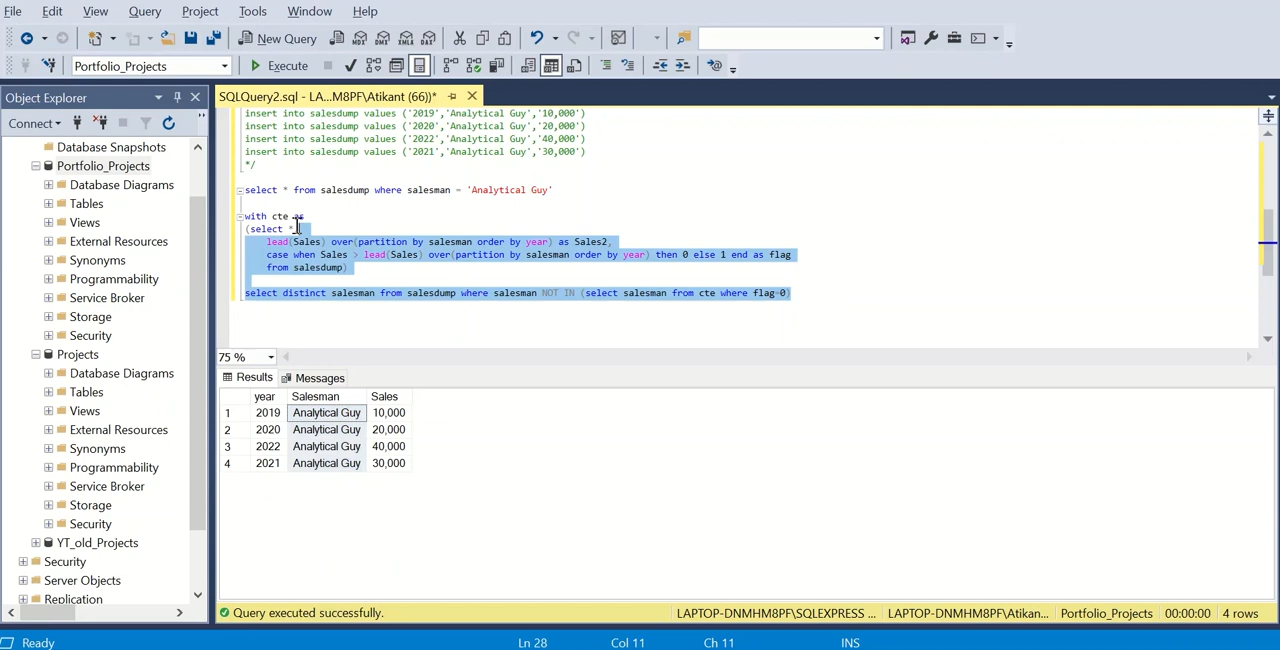 File Edit View Query Project Tools Window Help
New Query
Portfolio_Projects Execute
Object Explorer
Connect
Database Snapshots
Portfolio_Projects
Database Diagrams
Tables
Views
External Resources
Synonyms
Programmability
Service Broker
Storage
Security
Projects
Database Diagrams
Tables
Views
External Resources
Synonyms
Programmability
Service Broker
Storage
Security
YT_old_Projects
Security
Server Objects
Replication
SQLQuery2.sql - LA...M8PF\Atikant (66))*
insert into salesdump values ('2019','Analytical Guy','10,000')
insert into salesdump values ('2020','Analytical Guy','20,000')
insert into salesdump values ('2022','Analytical Guy','40,000')
insert into salesdump values ('2021','Analytical Guy','30,000')
*/
select * from salesdump where salesman = 'Analytical Guy'
with cte as
(select *,
lead(Sales) over(partition by salesman order by year) as Sales2,
case when Sales > lead(Sales) over(partition by salesman order by year) then 0 else 1 end as flag
from salesdump)
select distinct salesman from salesdump where salesman NOT IN (select salesman from cte where flag=0)
75 %
Results Messages
year Salesman Sales
1 2019 Analytical Guy 10,000
2 2020 Analytical Guy 20,000
3 2022 Analytical Guy 40,000
4 2021 Analytical Guy 30,000
Query executed successfully. LAPTOP-DNMHM8PF\SQLEXPRESS ... LAPTOP-DNMHM8PF\Atikan... Portfolio_Projects 00:00:00 4 rows
Ready Ln 28 Col 11 Ch 11 INS